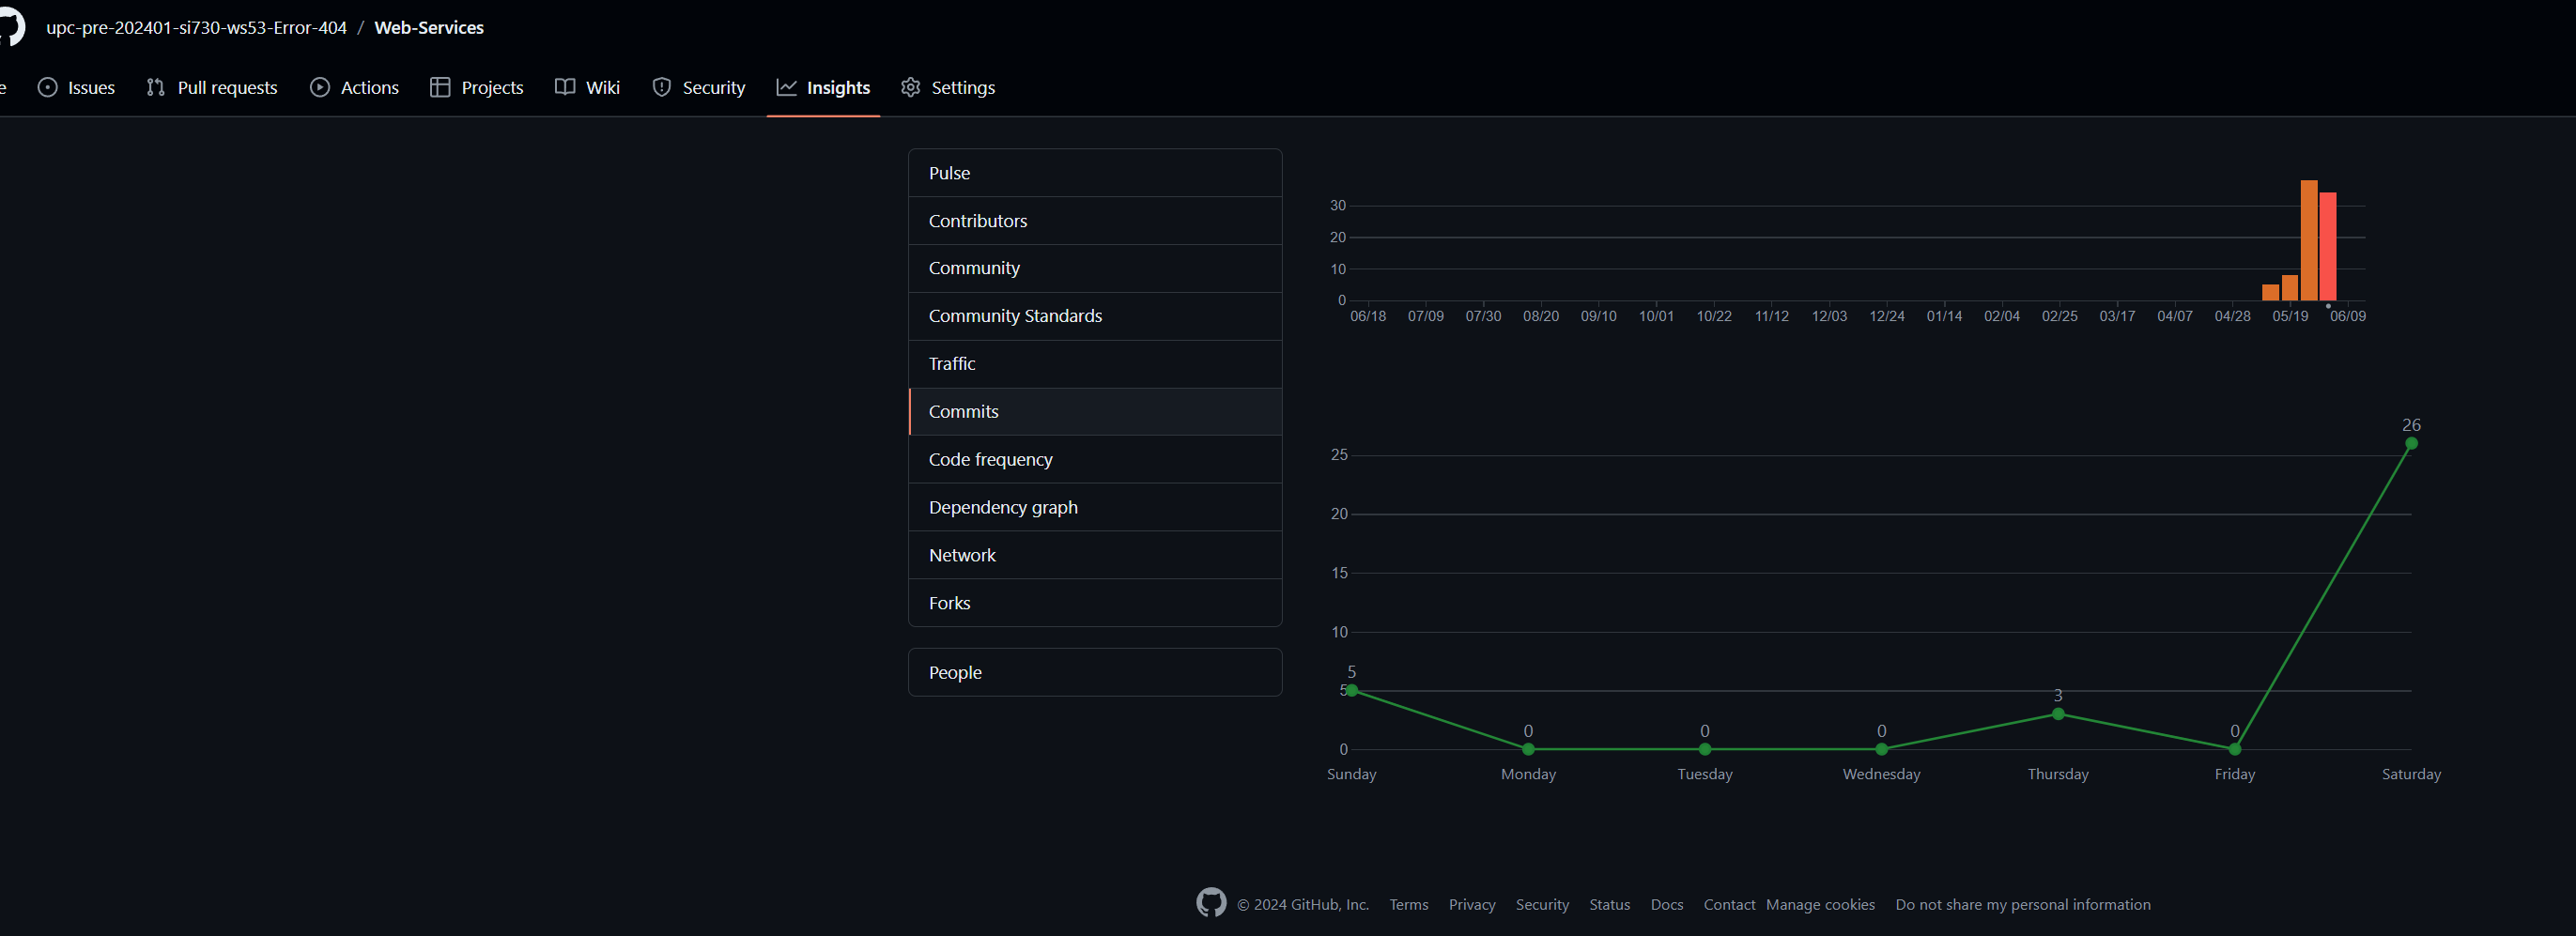 upc-pre-202401-si730-ws53-Error-404 / Web-Services
e Issues Pull requests Actions Projects Wiki Security Insights Settings
Pulse
Contributors
Community
Community Standards
Traffic
Commits
Code frequency
Dependency graph
Network
Forks
People
30
20
10
0
06/18 07/09 07/30 08/20 09/10 10/01 10/22 11/12 12/03 12/24 01/14 02/04 02/25 03/17 04/07 04/28 05/19 06/09
26
25
20
15
10
5
5
3
0 0 0 0
0
Sunday Monday Tuesday Wednesday Thursday Friday Saturday
© 2024 GitHub, Inc. Terms Privacy Security Status Docs Contact Manage cookies Do not share my personal information